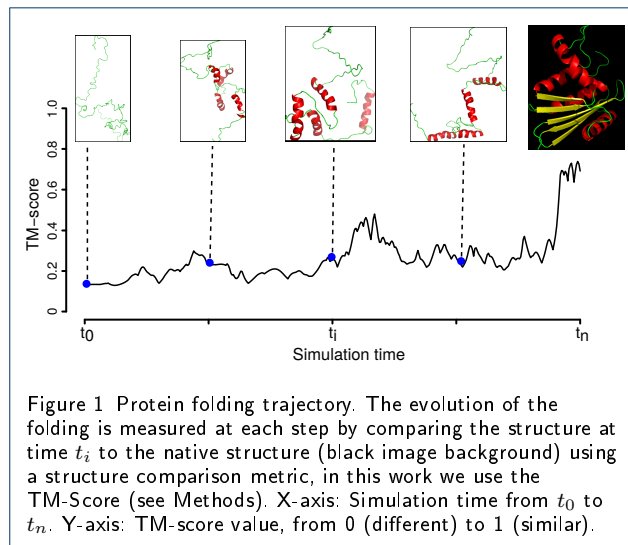 1.0
0.8
0.6
0.4
0.2
0
TM−score
t0
ti
tn
Simulation time
Figure 1 Protein folding trajectory. The evolution of the
folding is measured at each step by comparing the structure at
time ti to the native structure (black image background) using
a structure comparison metric, in this work we use the
TM-Score (see Methods). X-axis: Simulation time from t0 to
tn. Y-axis: TM-score value, from 0 (different) to 1 (similar).